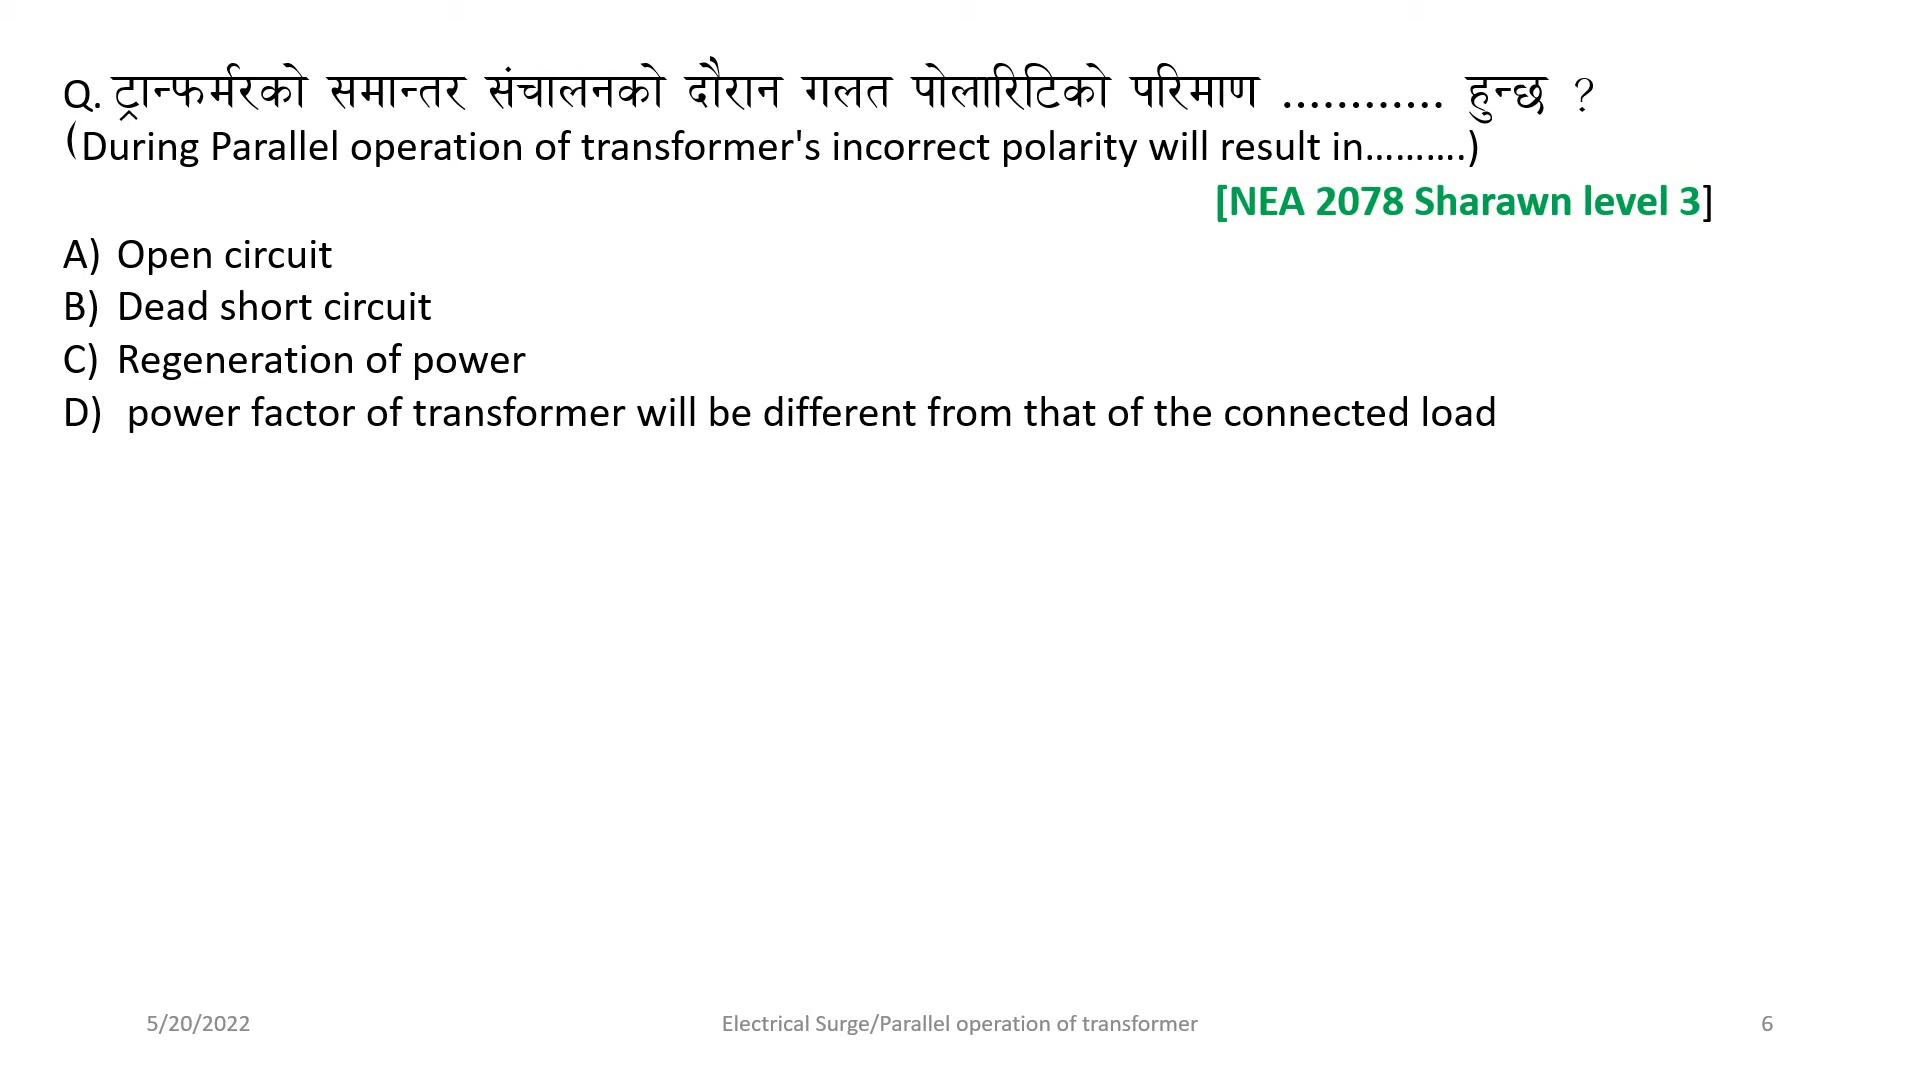 Q. ट्रान्फर्मरको समान्तर संचालनको दौरान गलत पोलारिटिको परिमाण ............ हुन्छ ?
(During Parallel operation of transformer's incorrect polarity will result in……….)
[NEA 2078 Sharawn level 3]
A) Open circuit
B) Dead short circuit
C) Regeneration of power
D) power factor of transformer will be different from that of the connected load
5/20/2022 Electrical Surge/Parallel operation of transformer 6